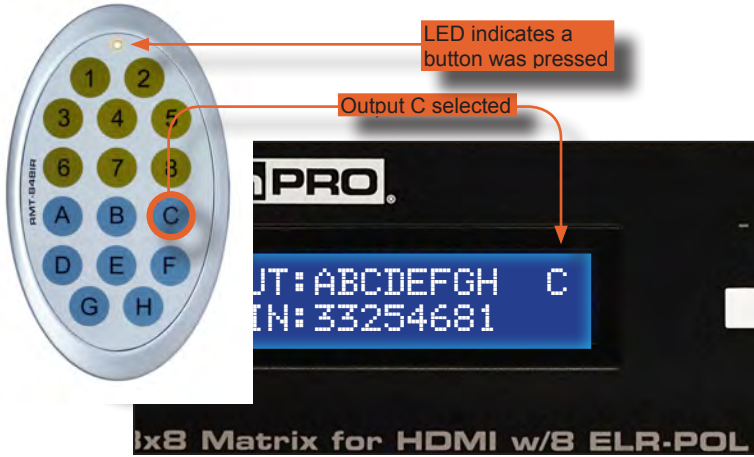 LED indicates a
button was pressed
Output C selected
1 2
3 4 5
6 7 8
RMT-848IR
A B C
D E F
G H
PRO®
UT:ABCDEFGH C
IN:33254681
x8 Matrix for HDMI w/8 ELR-POL